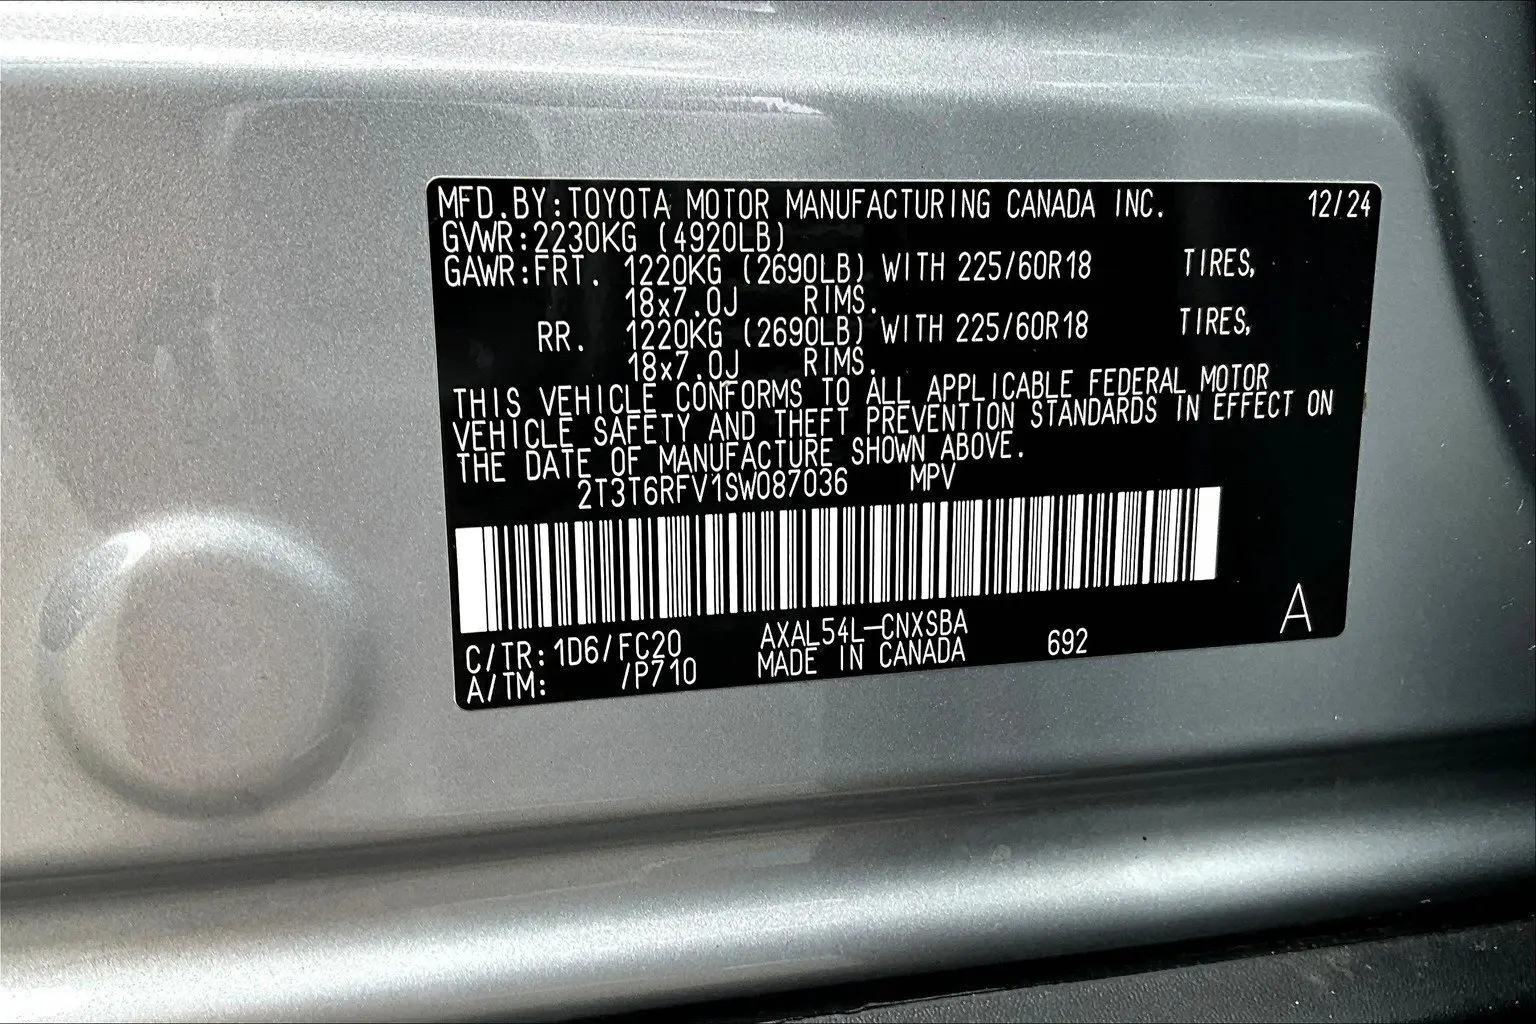 MFD.BY:TOYOTA MOTOR MANUFACTURING CANADA INC. 12/24
GVWR:2230KG (4920LB)
GAWR:FRT. 1220KG (2690LB) WITH 225/60R18 TIRES,
18x7.0J RIMS.
RR. 1220KG (2690LB) WITH 225/60R18 TIRES,
18x7.0J RIMS.
THIS VEHICLE CONFORMS TO ALL APPLICABLE FEDERAL MOTOR
VEHICLE SAFETY AND THEFT PREVENTION STANDARDS IN EFFECT ON
THE DATE OF MANUFACTURE SHOWN ABOVE.
2T3T6RFV1SW087036 MPV
C/TR:1D6/FC20 AXAL54L-CNXSBA
A/TM: /P710 MADE IN CANADA 692 A